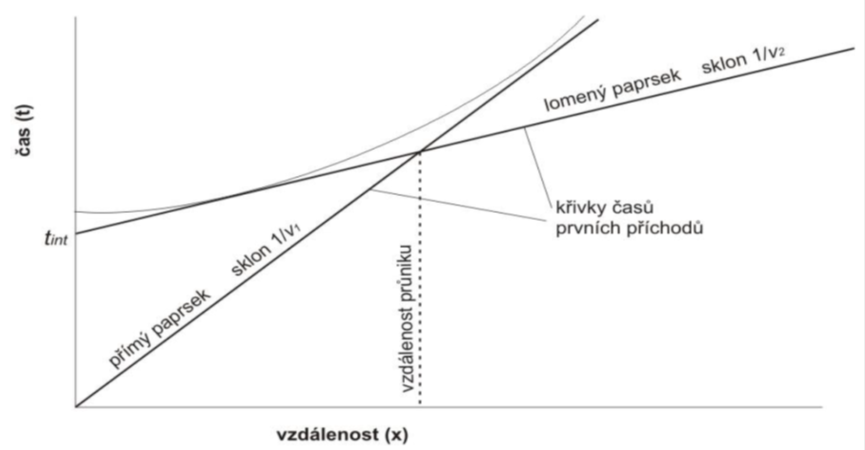 čas (t)
lomený paprsek sklon 1/v2
křivky časů
prvních příchodů
tint
přímý paprsek sklon 1/v1
vzdálenost průniku
vzdálenost (x)